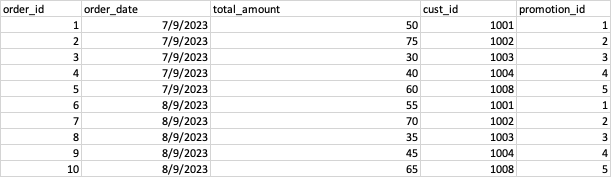 order_id order_date total_amount cust_id promotion_id
1 7/9/2023 50 1001 1
2 7/9/2023 75 1002 2
3 7/9/2023 30 1003 3
4 7/9/2023 40 1004 4
5 7/9/2023 60 1008 5
6 8/9/2023 55 1001 1
7 8/9/2023 70 1002 2
8 8/9/2023 35 1003 3
9 8/9/2023 45 1004 4
10 8/9/2023 65 1008 5